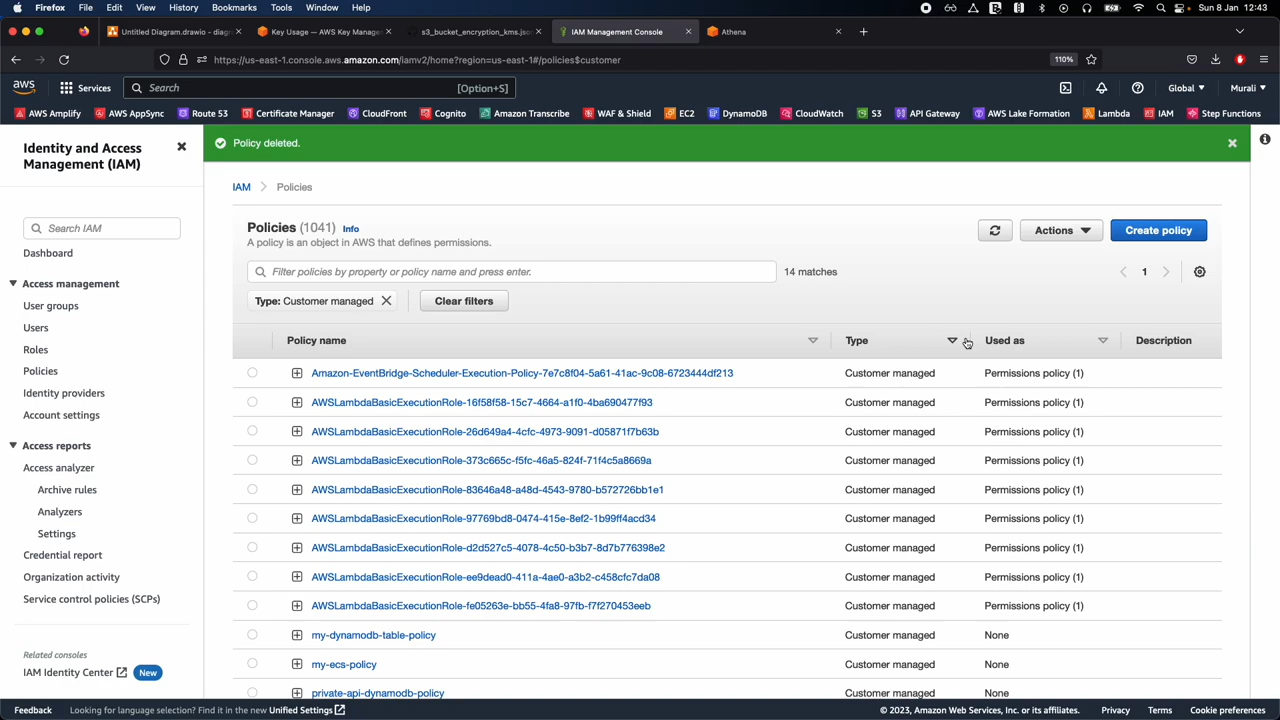 Firefox File Edit View History Bookmarks Tools Window Help Sun 8 Jan 12:43
Untitled Diagram.drawio - diagr Key Usage — AWS Key Manage s3_bucket_encryption_kms.json IAM Management Console Athena
https://us-east-1.console.aws.amazon.com/iamv2/home?region=us-east-1#/policies$customer 110%
aws Services Search [Option+S] Global Murali
AWS Amplify AWS AppSync Route 53 Certificate Manager CloudFront Cognito Amazon Transcribe WAF & Shield EC2 DynamoDB CloudWatch S3 API Gateway AWS Lake Formation Lambda IAM Step Functions
Identity and Access
Management (IAM)
Search IAM
Dashboard
Access management
User groups
Users
Roles
Policies
Identity providers
Account settings
Access reports
Access analyzer
Archive rules
Analyzers
Settings
Credential report
Organization activity
Service control policies (SCPs)
Related consoles
IAM Identity Center New
Policy deleted.
IAM > Policies
Policies (1041) Info
A policy is an object in AWS that defines permissions.
Actions Create policy
Filter policies by property or policy name and press enter. 14 matches 1
Type: Customer managed Clear filters
Policy name Type Used as Description
Amazon-EventBridge-Scheduler-Execution-Policy-7e7c8f04-5a61-41ac-9c08-6723444df213 Customer managed Permissions policy (1)
AWSLambdaBasicExecutionRole-16f58f58-15c7-4664-a1f0-4ba690477f93 Customer managed Permissions policy (1)
AWSLambdaBasicExecutionRole-26d649a4-4cfc-4973-9091-d05871f7b63b Customer managed Permissions policy (1)
AWSLambdaBasicExecutionRole-373c665c-f5fc-46a5-824f-71f4c5a8669a Customer managed Permissions policy (1)
AWSLambdaBasicExecutionRole-83646a48-a48d-4543-9780-b572726bb1e1 Customer managed Permissions policy (1)
AWSLambdaBasicExecutionRole-97769bd8-0474-415e-8ef2-1b99ff4acd34 Customer managed Permissions policy (1)
AWSLambdaBasicExecutionRole-d2d527c5-4078-4c50-b3b7-8d7b776398e2 Customer managed Permissions policy (1)
AWSLambdaBasicExecutionRole-ee9dead0-411a-4ae0-a3b2-c458cfc7da08 Customer managed Permissions policy (1)
AWSLambdaBasicExecutionRole-fe05263e-bb55-4fa8-97fb-f7f270453eeb Customer managed Permissions policy (1)
my-dynamodb-table-policy Customer managed None
my-ecs-policy Customer managed None
private-api-dynamodb-policy Customer managed None
Feedback Looking for language selection? Find it in the new Unified Settings © 2023, Amazon Web Services, Inc. or its affiliates. Privacy Terms Cookie preferences